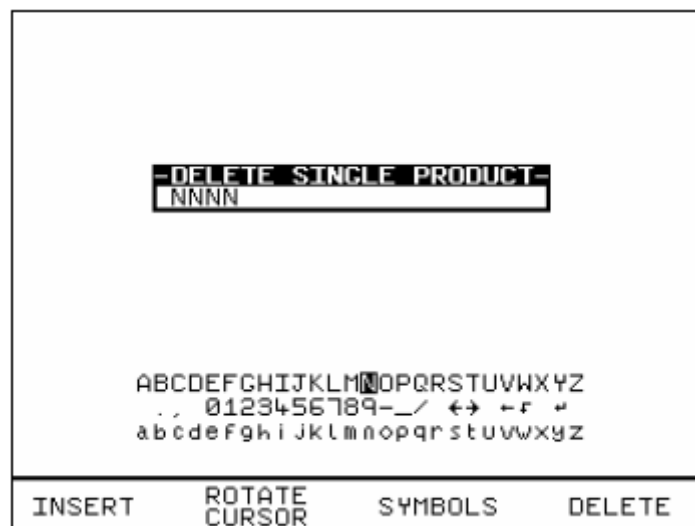 -DELETE SINGLE PRODUCT-
NNNN
ABCDEFGHIJKLMNOPQRSTUVWXYZ
., 0123456789-_/ ←→ ←┏ ↵
abcdefghijklmnopqrstuvwxyz
INSERT ROTATE CURSOR SYMBOLS DELETE